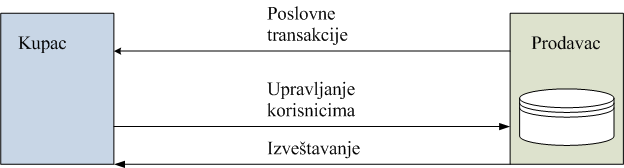 Kupac
Poslovne
transakcije
Prodavac
Upravljanje
korisnicima
Izveštavanje